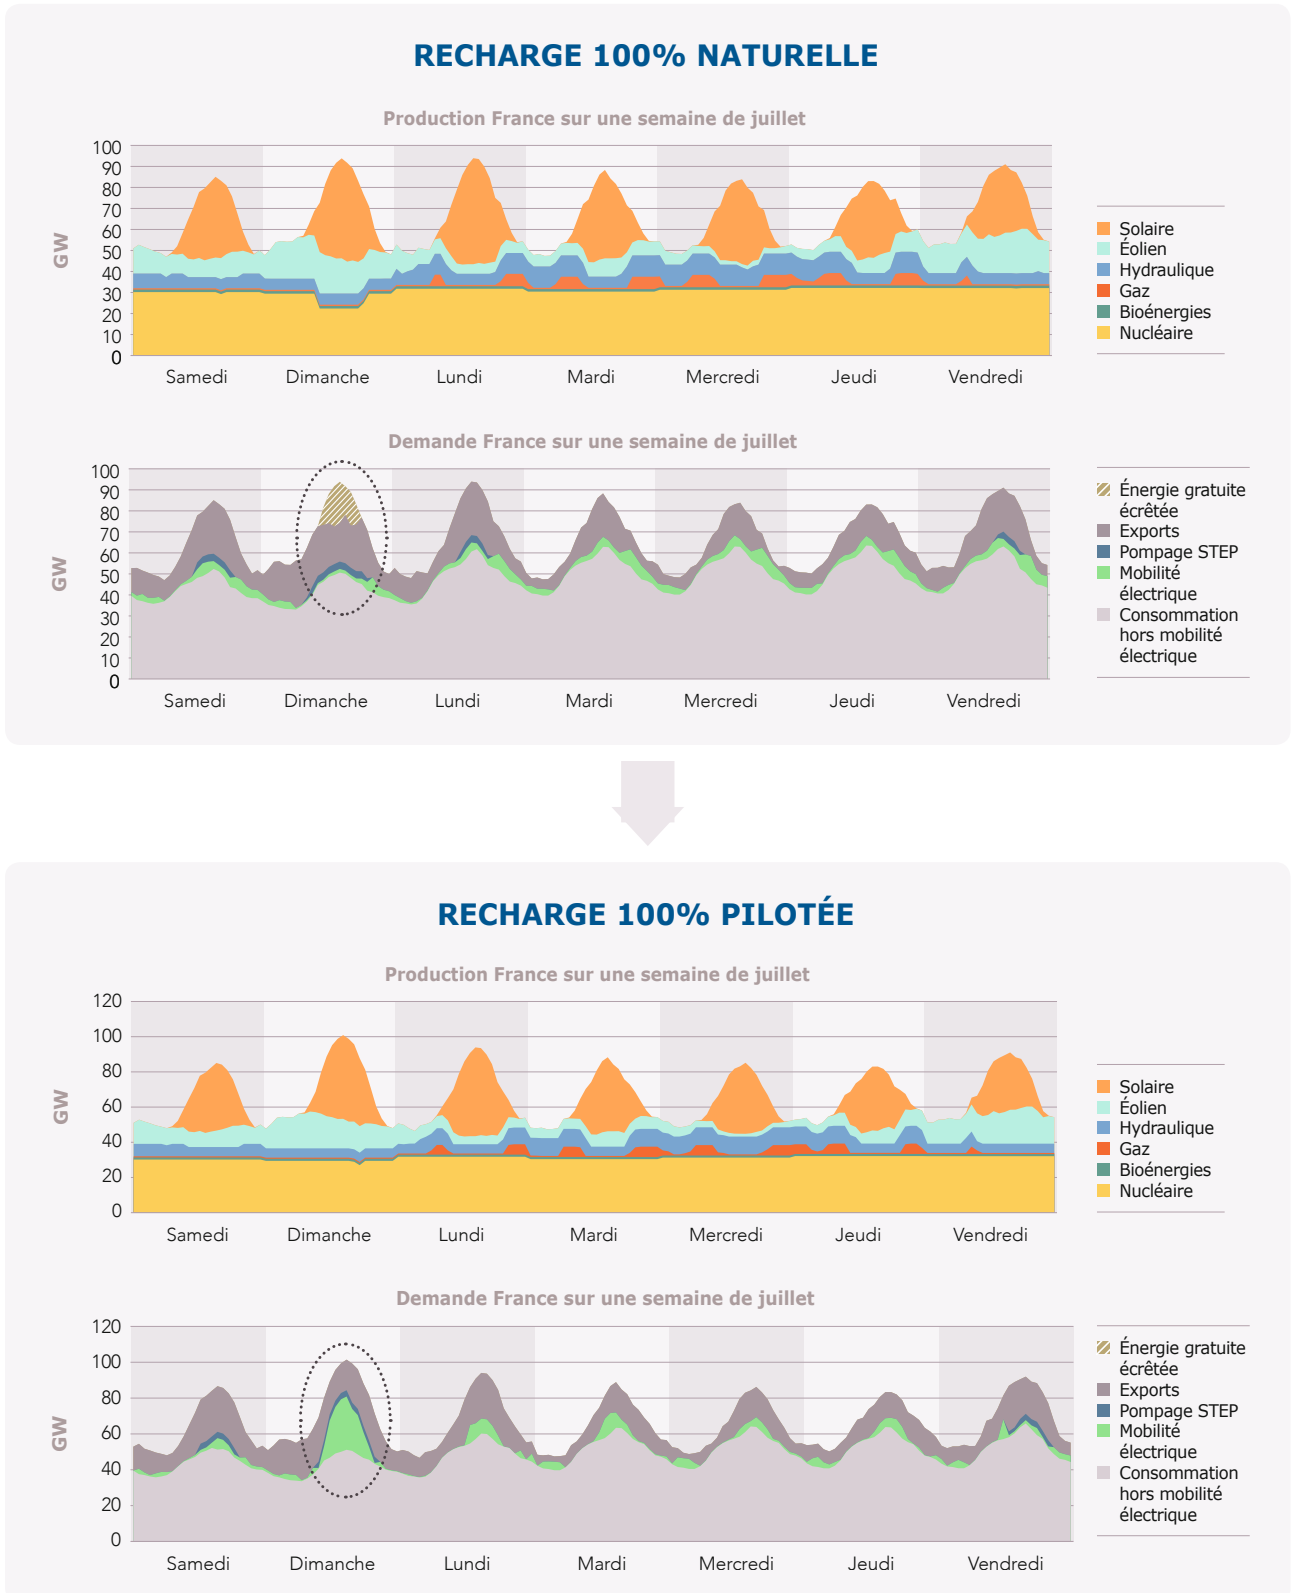 RECHARGE 100% NATURELLE
Production France sur une semaine de juillet
GW
100
90
80
70
60
50
40
30
20
10
0
Samedi Dimanche Lundi Mardi Mercredi Jeudi Vendredi
Solaire
Éolien
Hydraulique
Gaz
Bioénergies
Nucléaire
Demande France sur une semaine de juillet
GW
100
90
80
70
60
50
40
30
20
10
0
Samedi Dimanche Lundi Mardi Mercredi Jeudi Vendredi
Énergie gratuite
écrêtée
Exports
Pompage STEP
Mobilité
électrique
Consommation
hors mobilité
électrique
RECHARGE 100% PILOTÉE
Production France sur une semaine de juillet
GW
120
100
80
60
40
20
0
Samedi Dimanche Lundi Mardi Mercredi Jeudi Vendredi
Solaire
Éolien
Hydraulique
Gaz
Bioénergies
Nucléaire
Demande France sur une semaine de juillet
GW
120
100
80
60
40
20
0
Samedi Dimanche Lundi Mardi Mercredi Jeudi Vendredi
Énergie gratuite
écrêtée
Exports
Pompage STEP
Mobilité
électrique
Consommation
hors mobilité
électrique